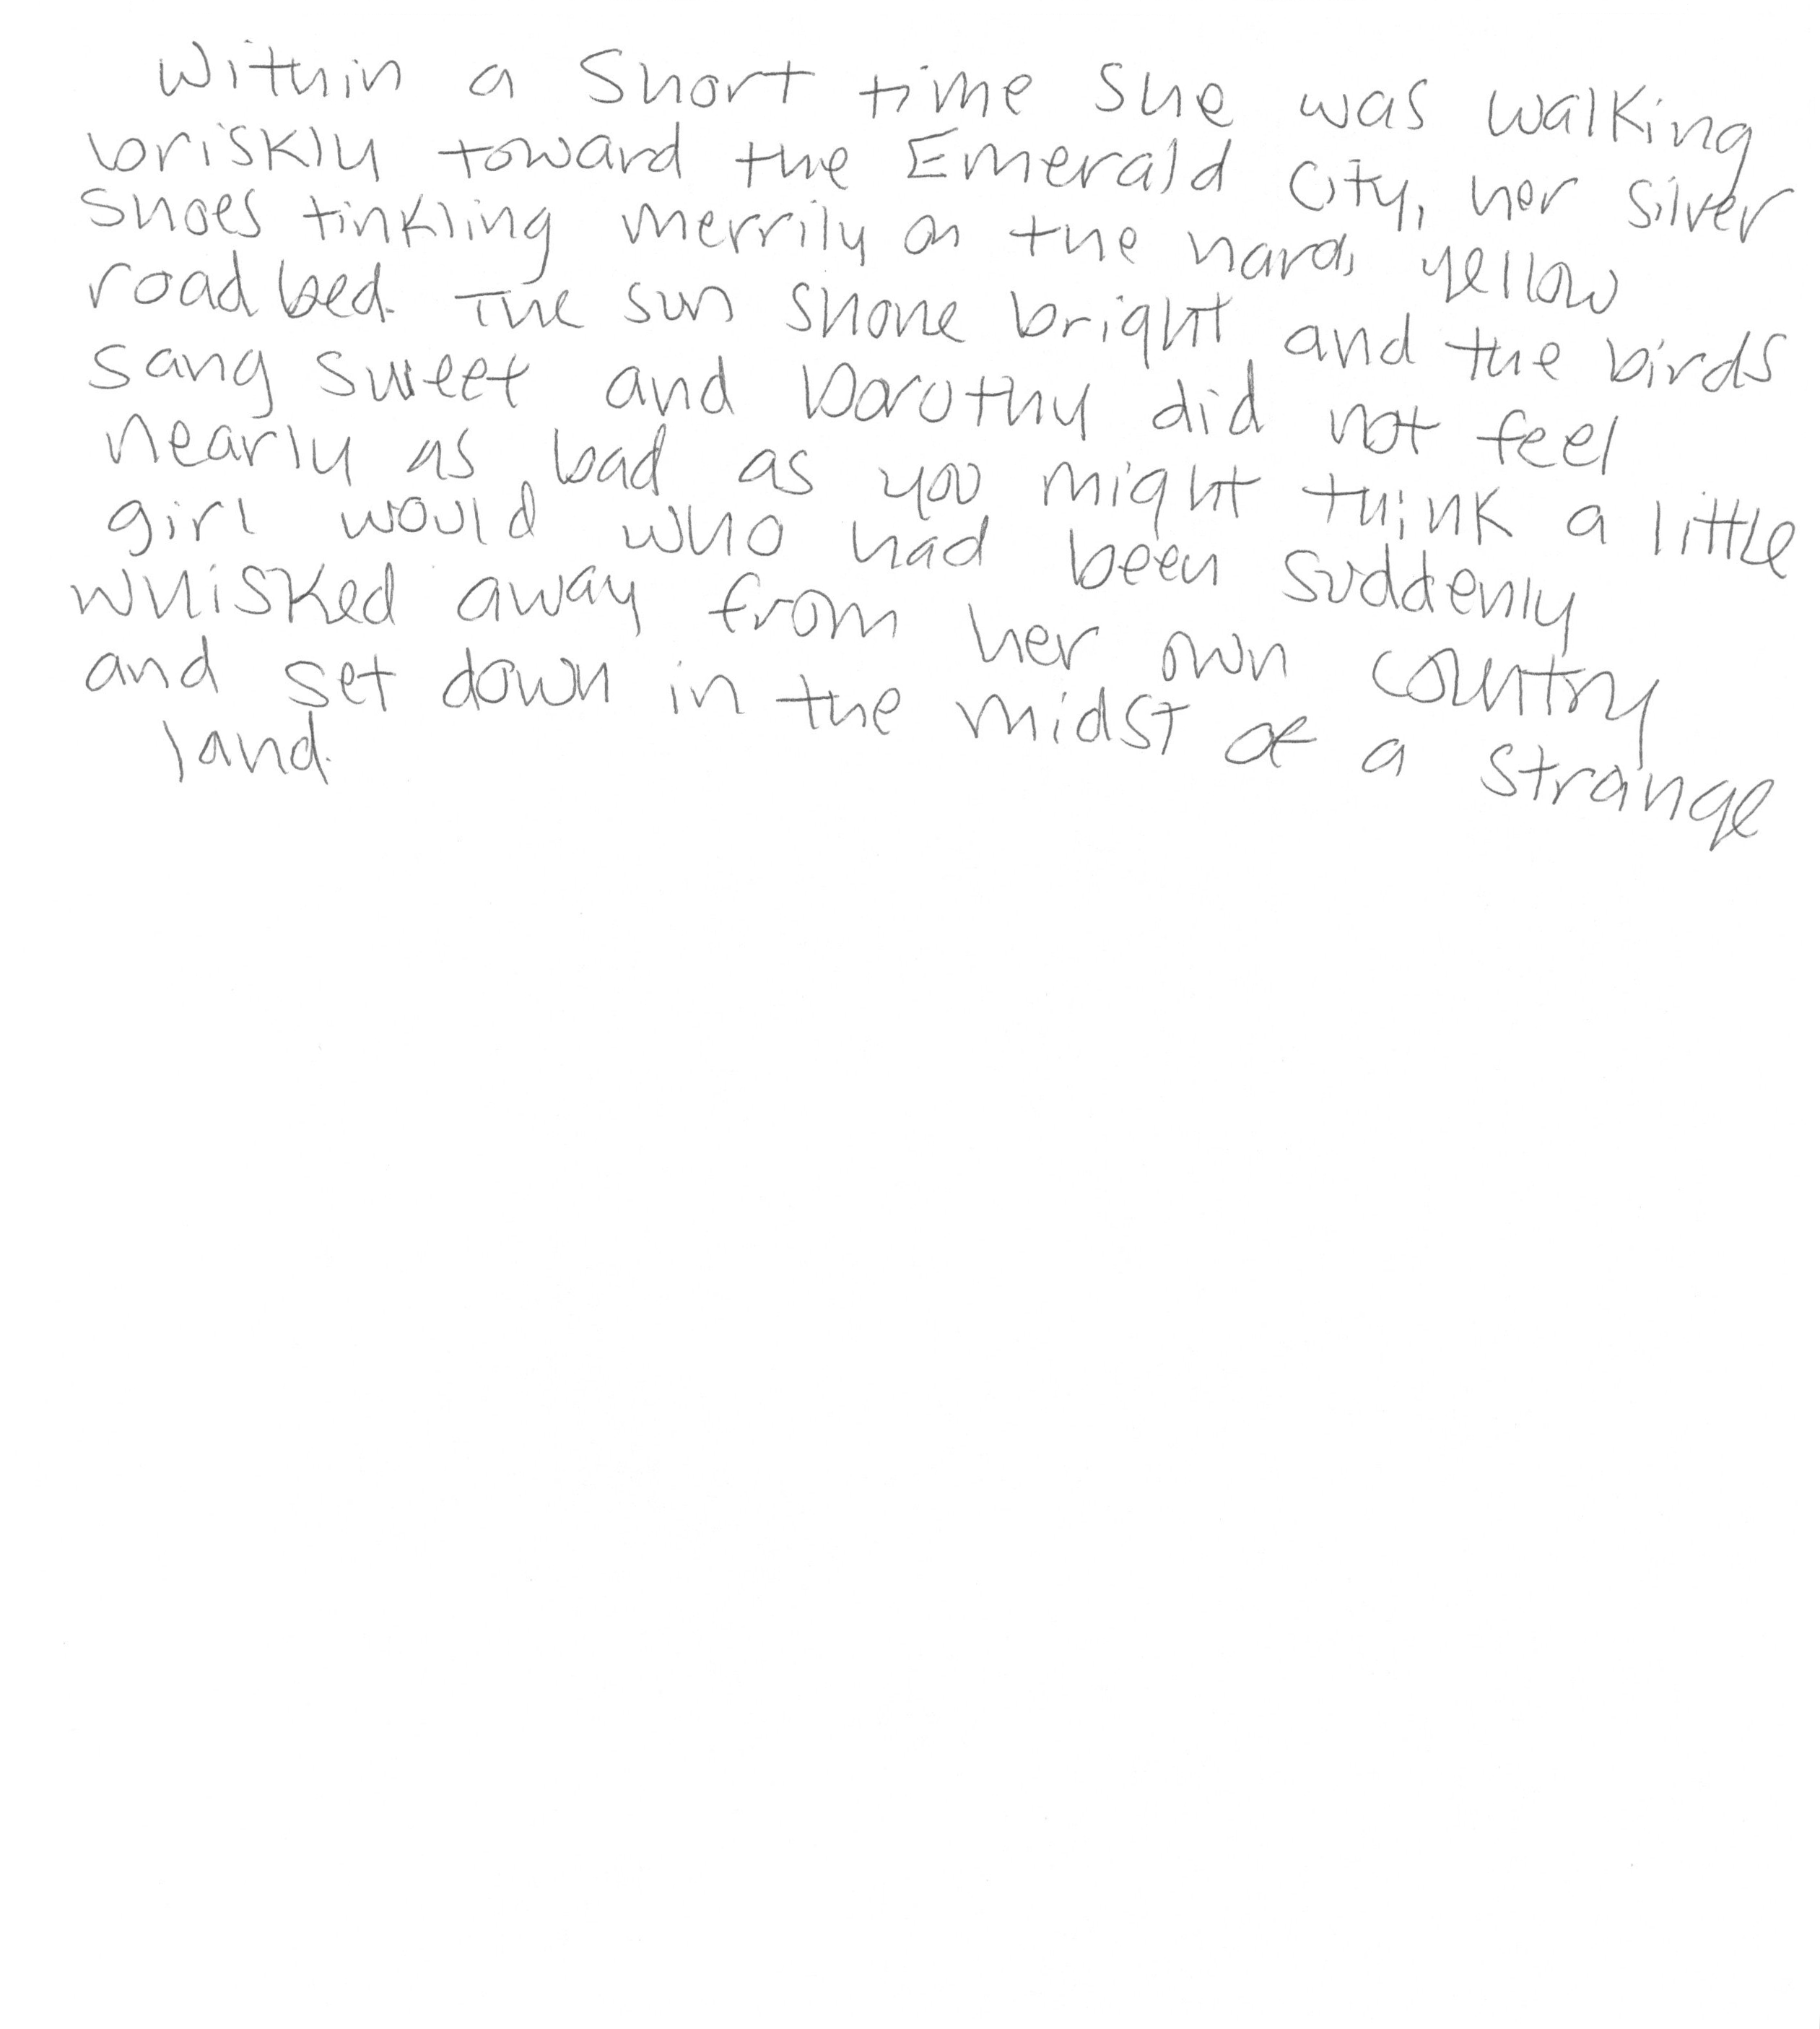 Within a short time she was walking
briskly toward the Emerald City, her silver
shoes tinkling merrily on the hard, yellow
roadbed. The sun shone bright and the birds
sang sweet and Dorothy did not feel
nearly as bad as you might think a little
girl would who had been suddenly
whisked away from her own country
and set down in the midst of a strange
land.